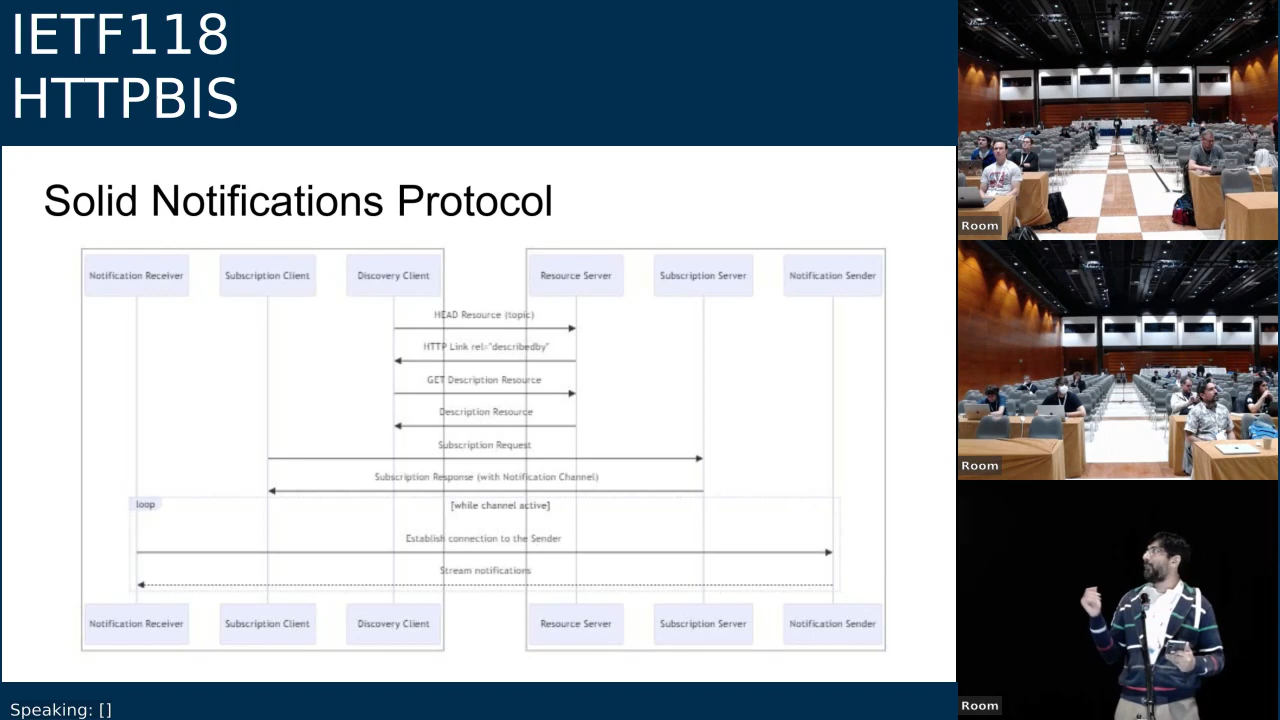 IETF118
HTTPBIS
Solid Notifications Protocol
Notification Receiver
Subscription Client
Discovery Client
Resource Server
Subscription Server
Notification Sender
HEAD Resource (topic)
HTTP Link rel="describedby"
GET Description Resource
Description Resource
Subscription Request
Subscription Response (with Notification Channel)
loop
[while channel active]
Establish connection to the Sender
Stream notifications
Notification Receiver
Subscription Client
Discovery Client
Resource Server
Subscription Server
Notification Sender
Speaking: []
Room
Room
Room